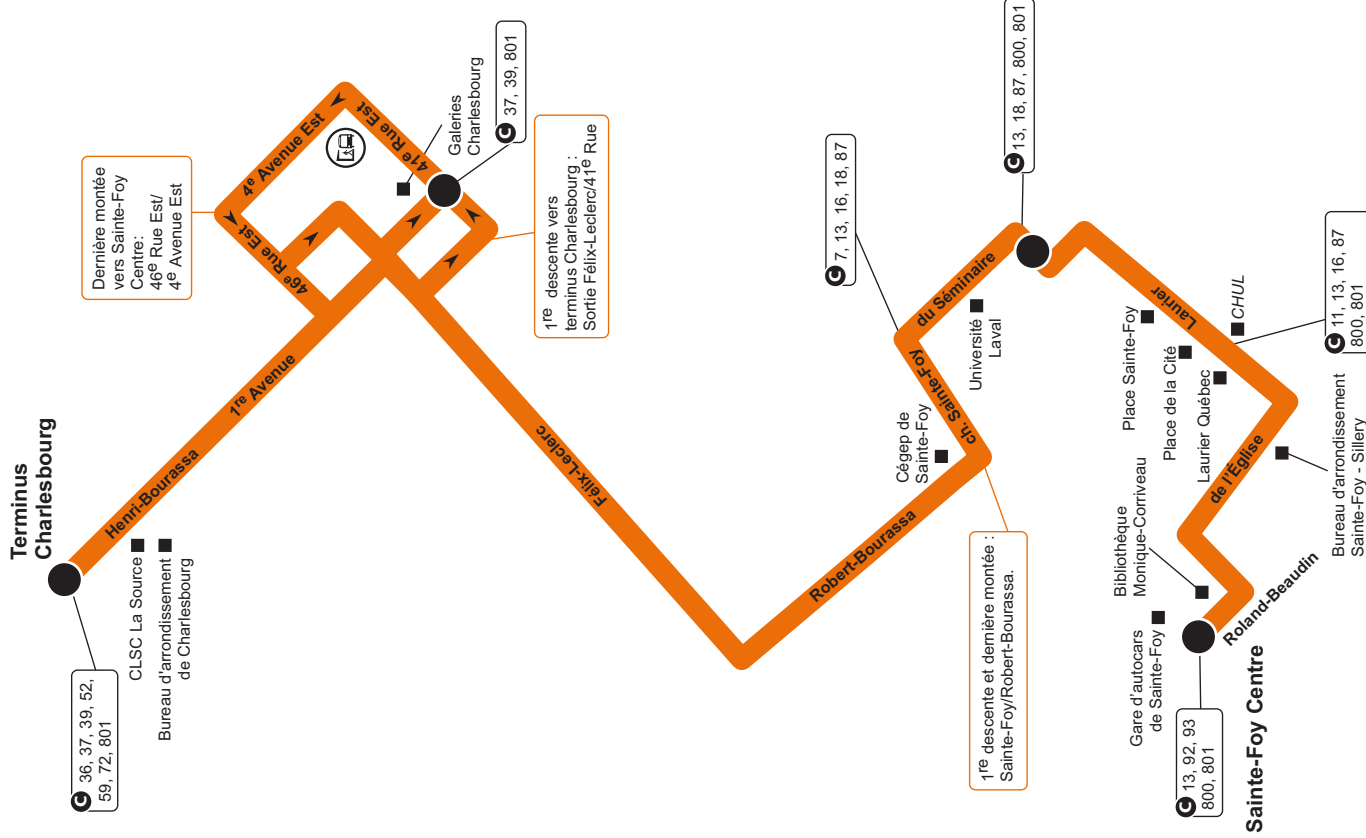 Terminus
Charlesbourg
C 36, 37, 39, 52,
59, 72, 801
CLSC La Source
Bureau d'arrondissement
de Charlesbourg
Henri-Bourassa
1re Avenue
Dernière montée
vers Sainte-Foy
Centre:
46e Rue Est/
4e Avenue Est
46e Rue Est
4e Avenue Est
41e Rue Est
Galeries
Charlesbourg
C 37, 39, 801
1re descente vers
terminus Charlesbourg :
Sortie Félix-Leclerc/41e Rue
Félix-Leclerc
Robert-Bourassa
Cégep de
Sainte-Foy
ch. Sainte-Foy
C 7, 13, 16, 18, 87
du Séminaire
Université
Laval
C 13, 18, 87, 800, 801
1re descente et dernière montée :
Sainte-Foy/Robert-Bourassa.
Laurier
Place Sainte-Foy
Place de la Cité
Laurier Québec
CHUL
C 11, 13, 16, 87
800, 801
de l'Église
Bureau d'arrondissement
Sainte-Foy - Sillery
Bibliothèque
Monique-Corriveau
Gare d'autocars
de Sainte-Foy
Roland-Beaudin
C 13, 92, 93
800, 801
Sainte-Foy Centre